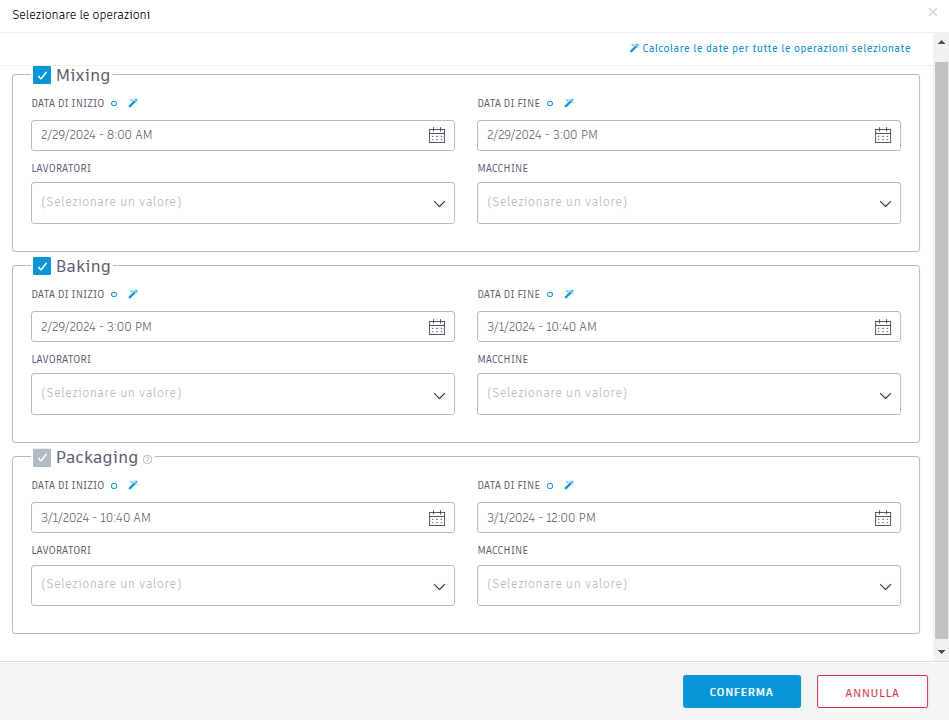 Selezionare le operazioni
Calcolare le date per tutte le operazioni selezionate
Mixing
DATA DI INIZIO
DATA DI FINE
2/29/2024 - 8:00 AM
2/29/2024 - 3:00 PM
LAVORATORI
MACCHINE
(Selezionare un valore)
(Selezionare un valore)
Baking
DATA DI INIZIO
DATA DI FINE
2/29/2024 - 3:00 PM
3/1/2024 - 10:40 AM
LAVORATORI
MACCHINE
(Selezionare un valore)
(Selezionare un valore)
Packaging
DATA DI INIZIO
DATA DI FINE
3/1/2024 - 10:40 AM
3/1/2024 - 12:00 PM
LAVORATORI
MACCHINE
(Selezionare un valore)
(Selezionare un valore)
CONFERMA
ANNULLA